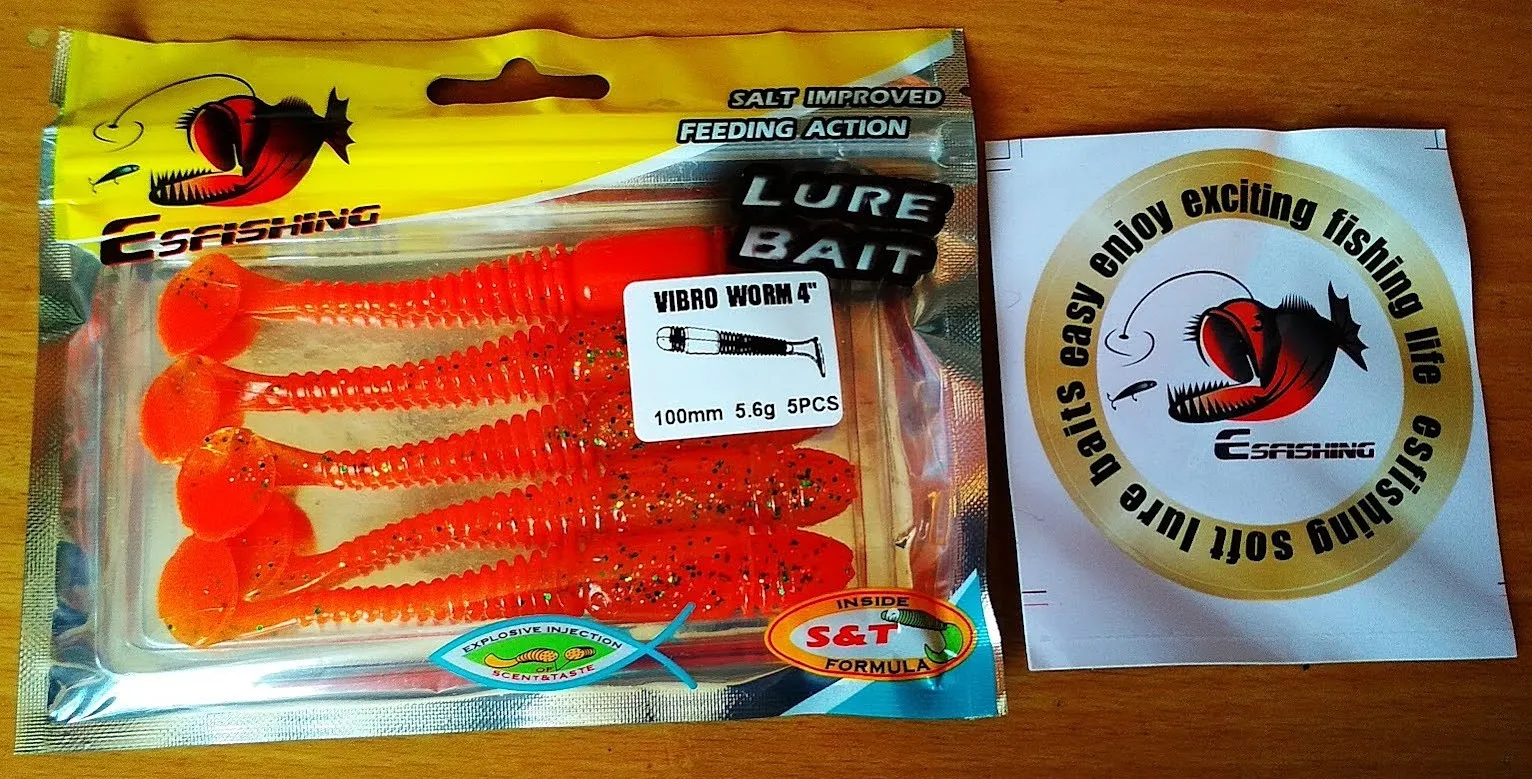 SALT IMPROVED
FEEDING ACTION
ESFISHING
LURE
BAIT
VIBRO WORM 4"
100mm 5.6g 5PCS
EXPLOSIVE INJECTION
OF
SCENT&TASTE
INSIDE
S&T
FORMULA
easy enjoy exciting fishing life
esfishing soft lure baits
ESFISHING